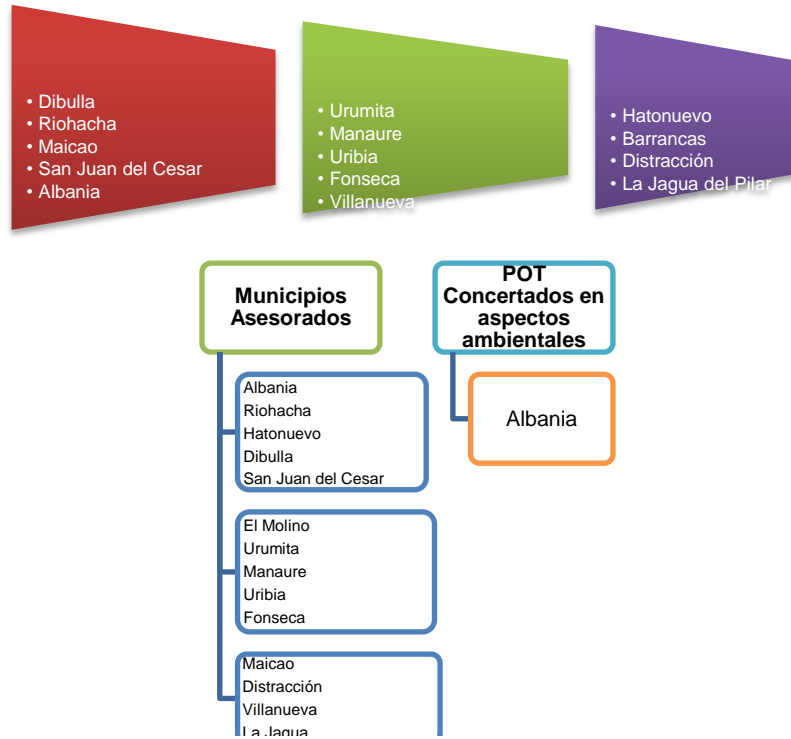 • Dibulla
• Riohacha
• Maicao
• San Juan del Cesar
• Albania
• Urumita
• Manaure
• Uribia
• Fonseca
• Villanueva
• Hatonuevo
• Barrancas
• Distracción
• La Jagua del Pilar
Municipios
Asesorados
Albania
Riohacha
Hatonuevo
Dibulla
San Juan del Cesar
El Molino
Urumita
Manaure
Uribia
Fonseca
Maicao
Distracción
Villanueva
La Jagua
POT
Concertados en
aspectos
ambientales
Albania